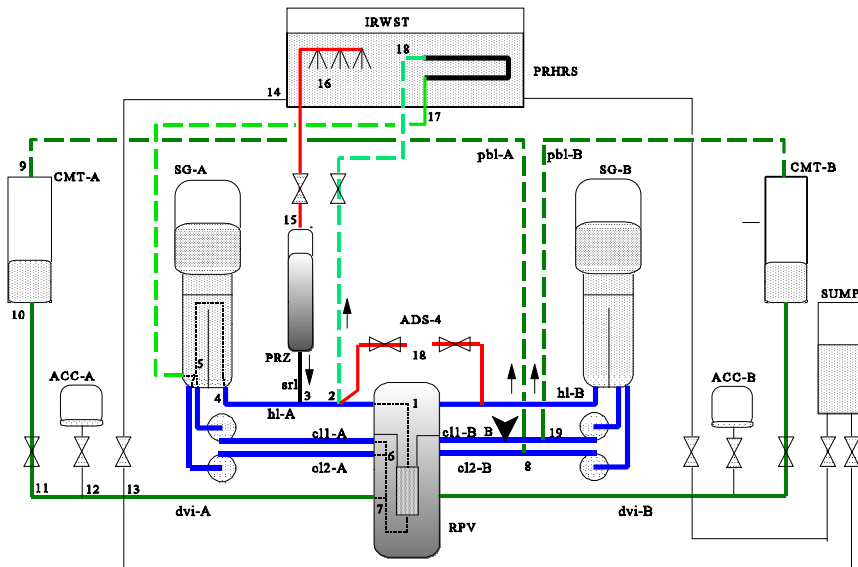 IRWST
18
PRHRS
16
14
17
9
pbl-A
pbl-B
SG-A
SG-B
CMT-A
CMT-B
15
10
SUMP
ADS-4
5
PRZ
18
ACC-A
ACC-B
4
srl
3
2
1
hl-A
hl-B
cl1-A
cl1-B
B
19
6
cl2-A
cl2-B
8
11
12
13
7
dvi-A
dvi-B
RPV